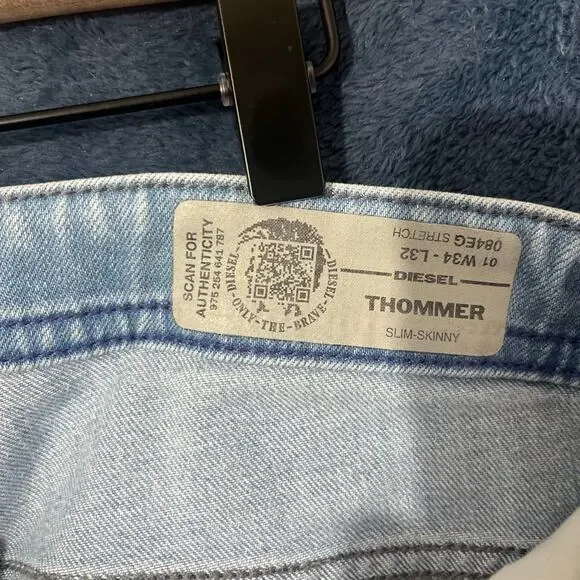 SCAN FOR
AUTHENTICITY
975 254 641 787
DIESEL
ONLY-THE-BRAVE
DIESEL
01 W34 - L32
084EG STRETCH
DIESEL
THOMMER
SLIM-SKINNY